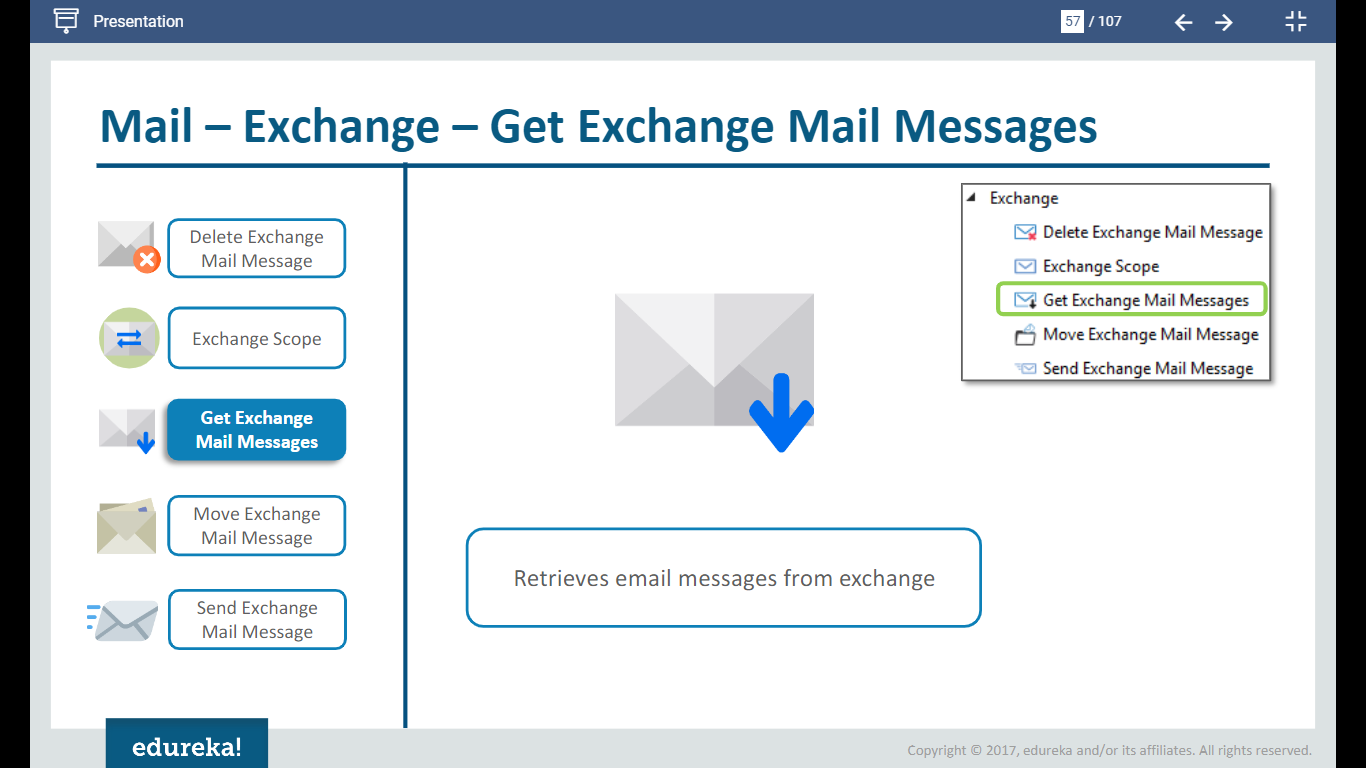 Presentation
57 / 107
Mail – Exchange – Get Exchange Mail Messages
Delete Exchange
Mail Message
Exchange Scope
Get Exchange
Mail Messages
Move Exchange
Mail Message
Send Exchange
Mail Message
Retrieves email messages from exchange
Exchange
Delete Exchange Mail Message
Exchange Scope
Get Exchange Mail Messages
Move Exchange Mail Message
Send Exchange Mail Message
edureka!
Copyright © 2017, edureka and/or its affiliates. All rights reserved.